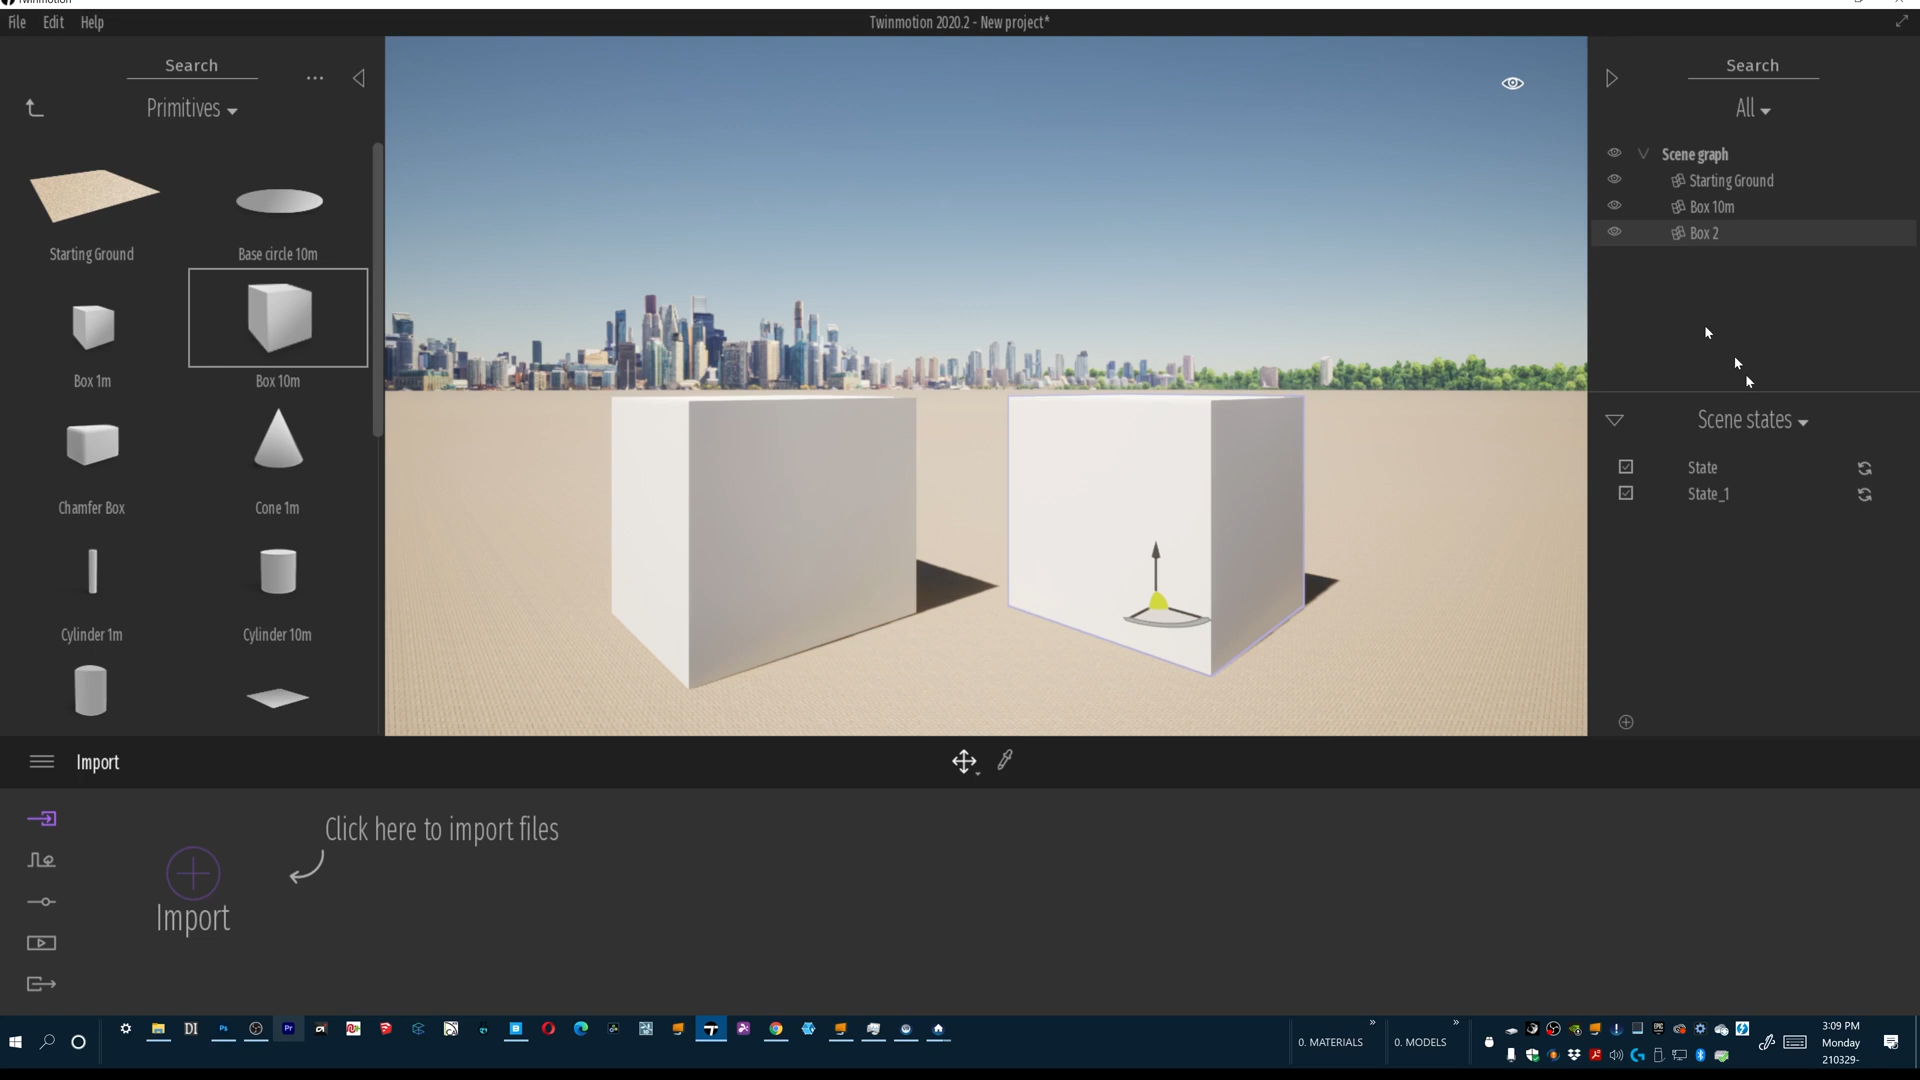 Twinmotion
File Edit Help
Twinmotion 2020.2 - New project*
Search
...
Primitives
Starting Ground
Base circle 10m
Box 1m
Box 10m
Chamfer Box
Cone 1m
Cylinder 1m
Cylinder 10m
Search
All
Scene graph
Starting Ground
Box 10m
Box 2
Scene states
State
State_1
Import
Click here to import files
Import
DI
Ps
Pr
0. MATERIALS
»
0. MODELS
»
3:09 PM
Monday
210329-